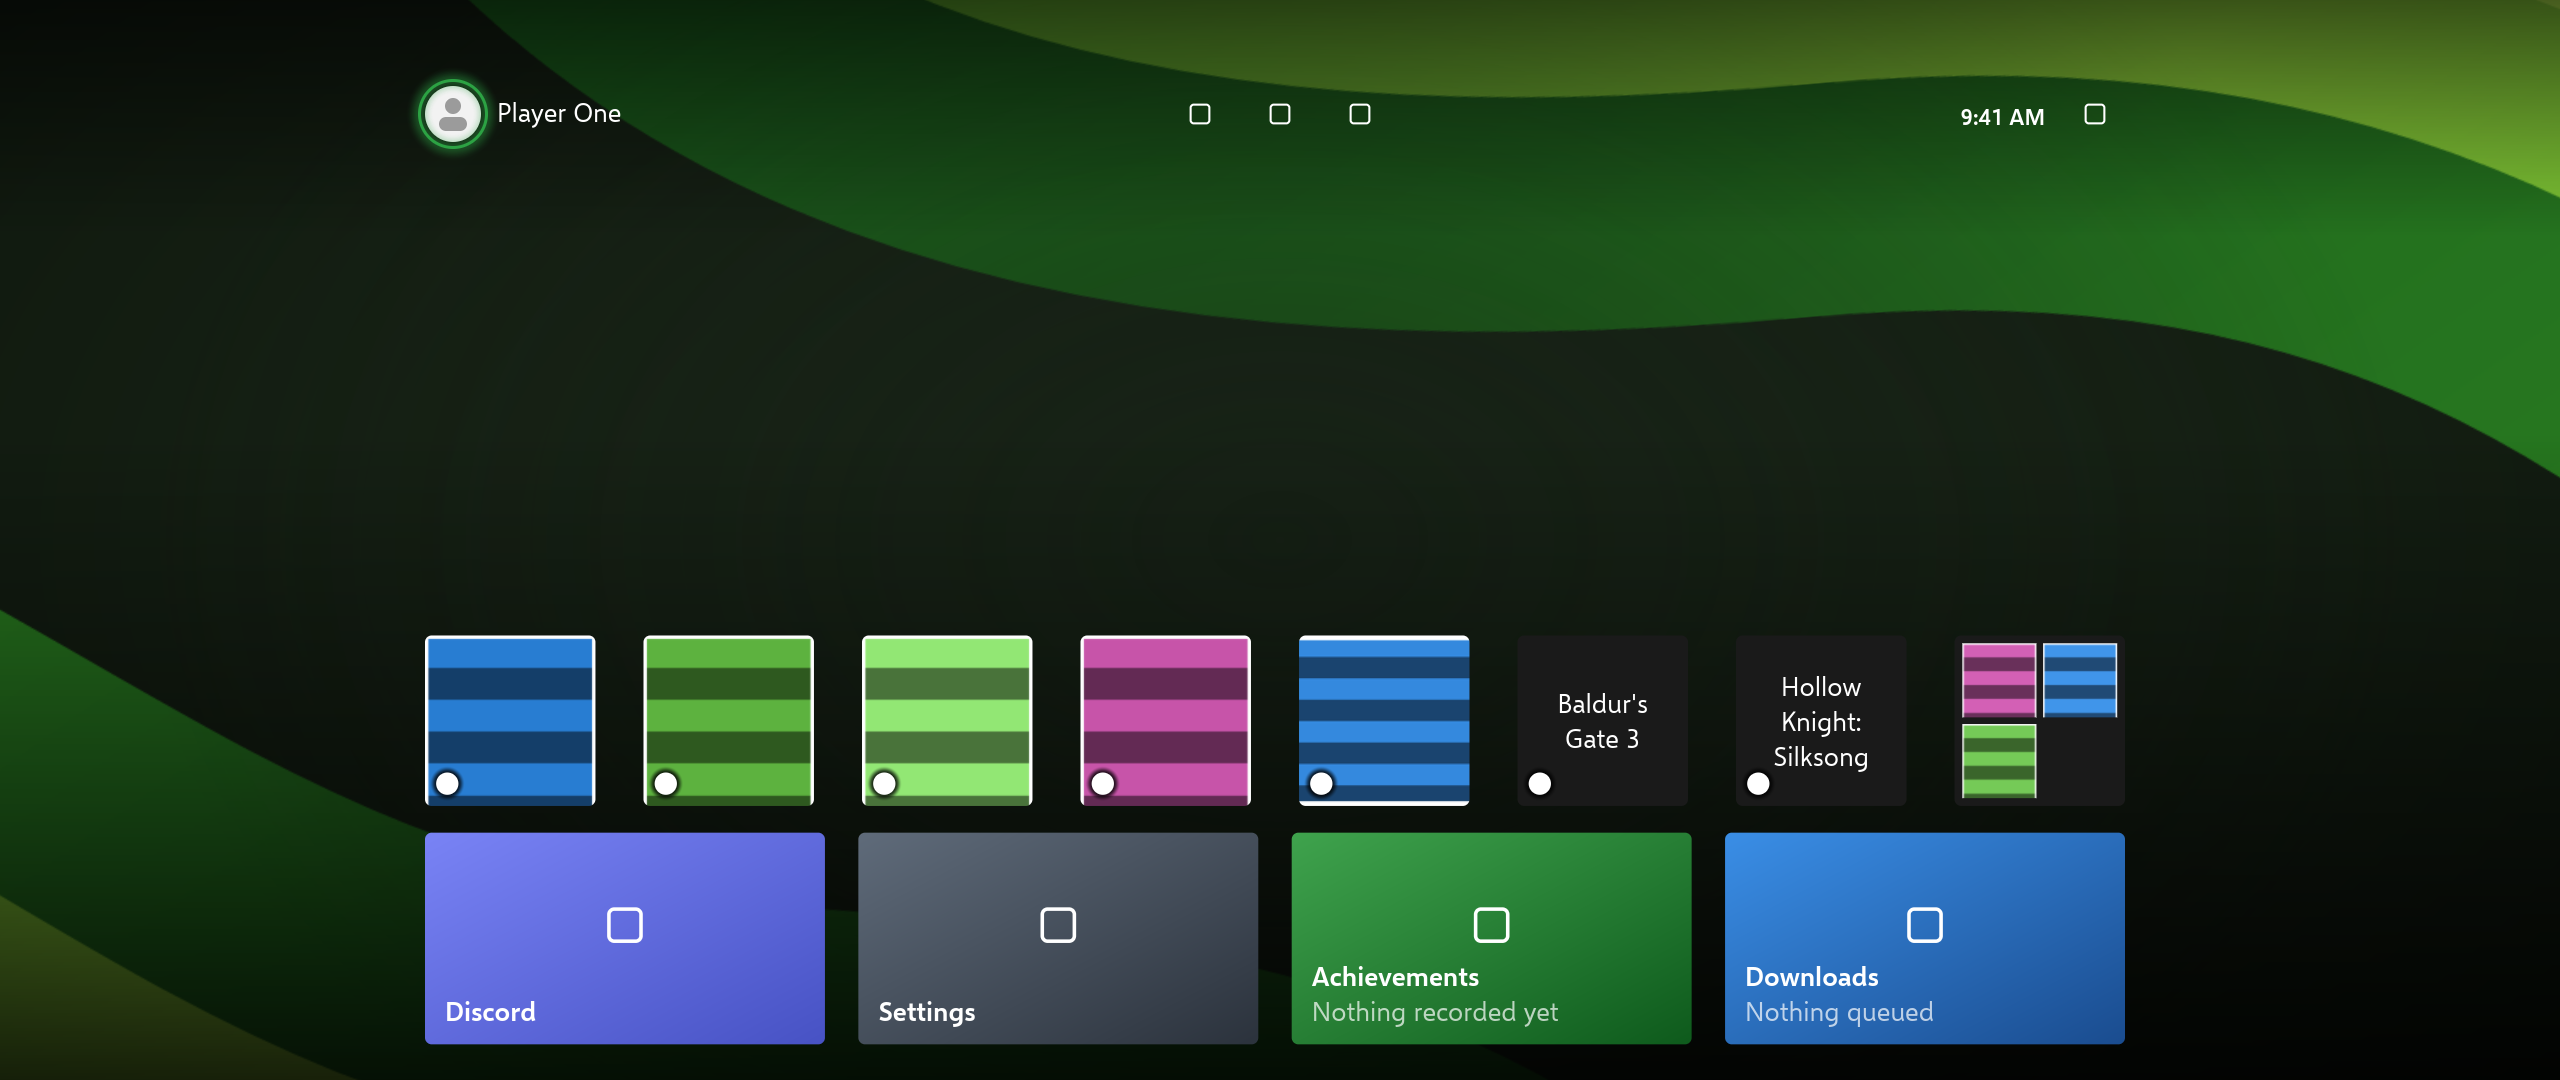 Player One
9:41 AM
Baldur's
Gate 3
Hollow
Knight:
Silksong
Discord
Settings
Achievements
Nothing recorded yet
Downloads
Nothing queued